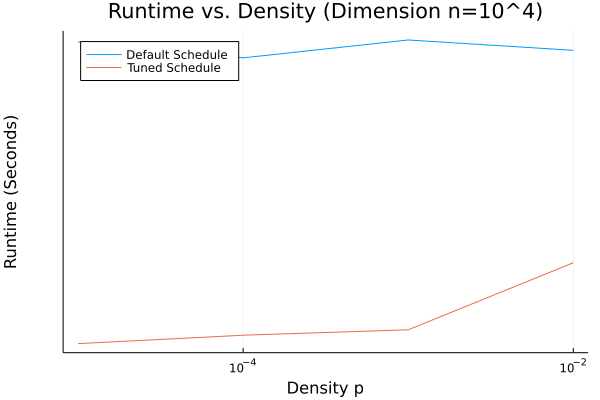 Runtime vs. Density (Dimension n=10^4)
Default Schedule
Tuned Schedule
Runtime (Seconds)
10⁻⁴
10⁻²
Density p